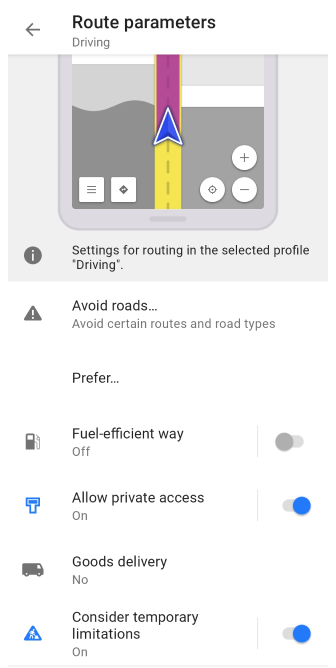 Route parameters
Driving
Settings for routing in the selected profile
"Driving".
Avoid roads…
Avoid certain routes and road types
Prefer…
Fuel-efficient way
Off
Allow private access
On
Goods delivery
No
Consider temporary
limitations
On